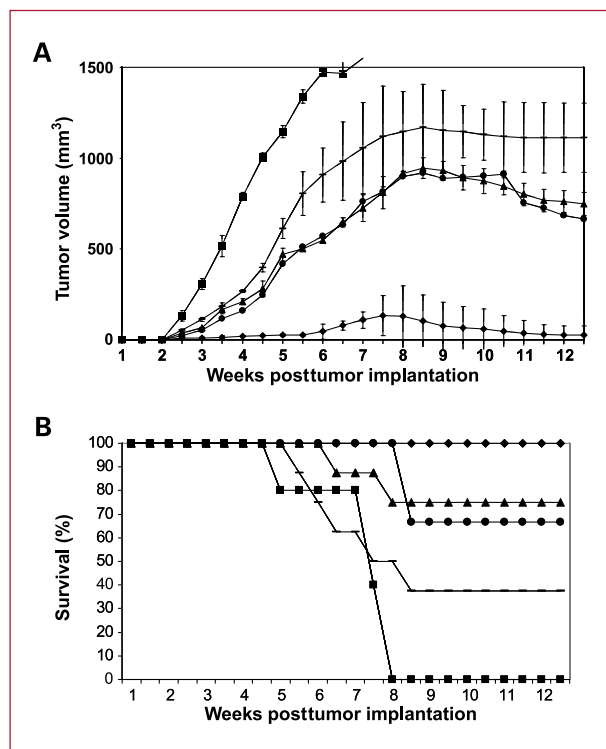 A
Tumor volume (mm³)
1500
1000
500
0
1 2 3 4 5 6 7 8 9 10 11 12
Weeks posttumor implantation
B
Survival (%)
100
90
80
70
60
50
40
30
20
10
0
1 2 3 4 5 6 7 8 9 10 11 12
Weeks posttumor implantation